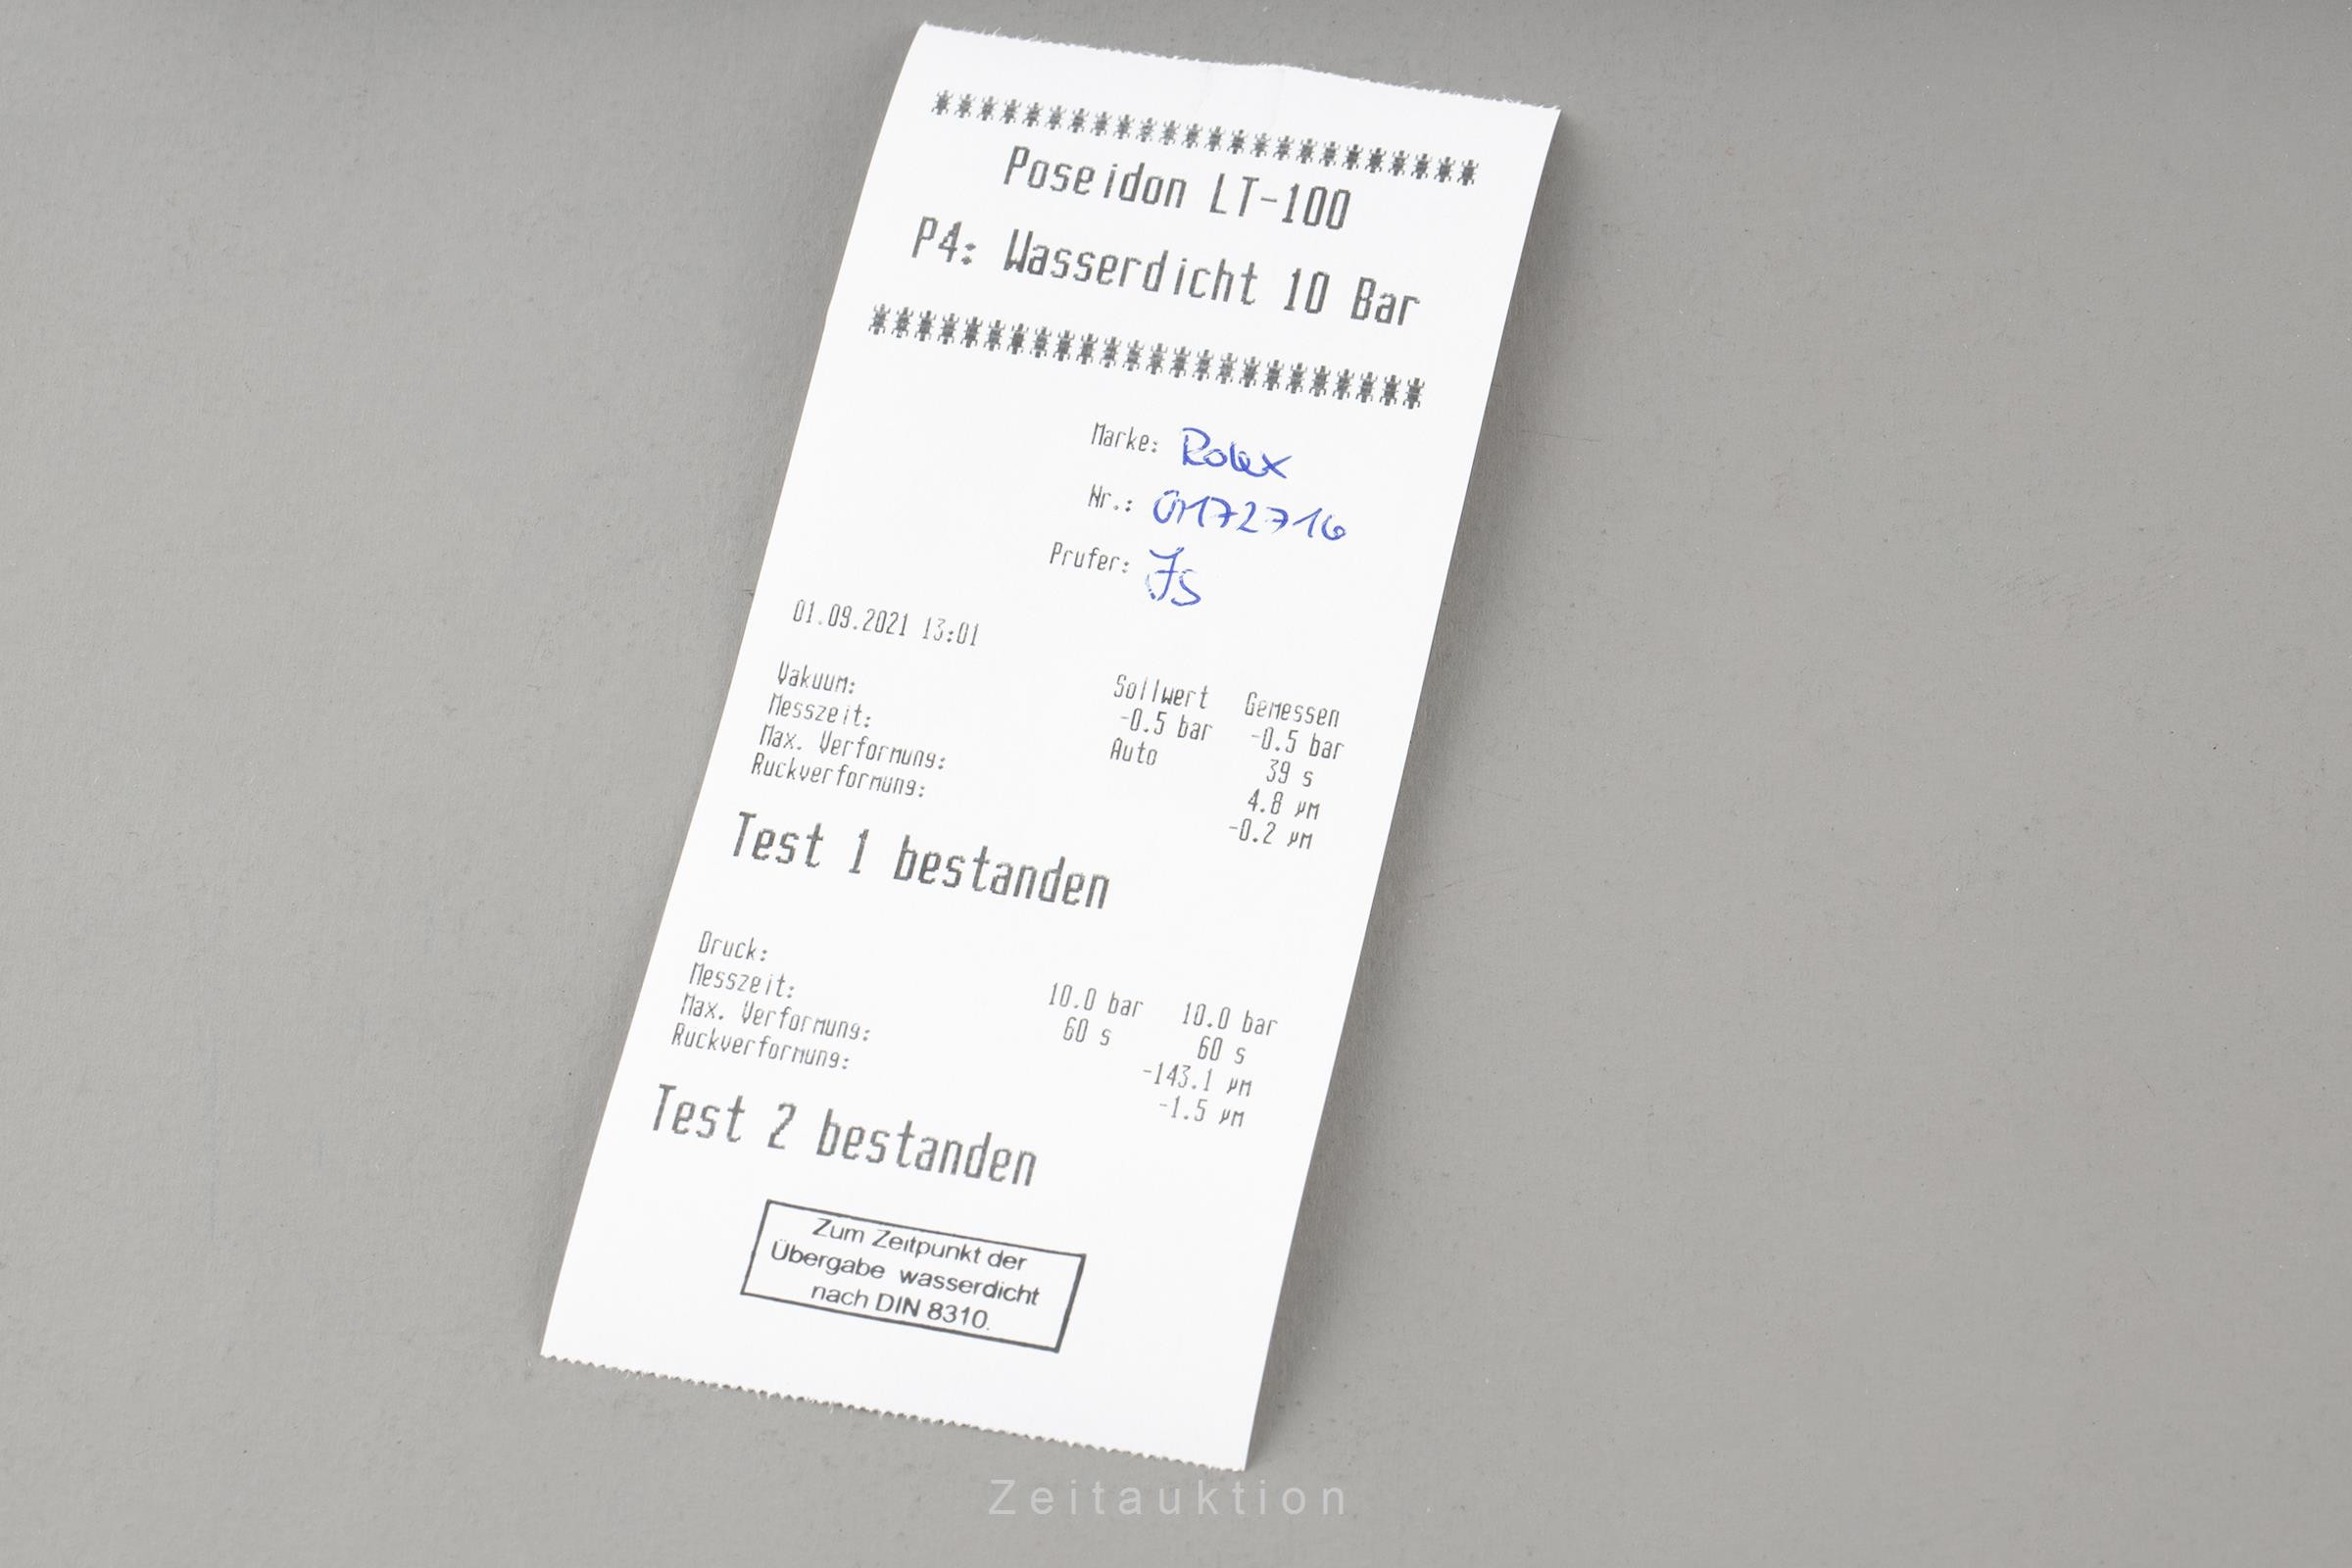 ************************
Poseidon LT-100
P4: Wasserdicht 10 Bar
************************
Marke: Rolex
Nr.: 0172716
Prufer: JS
01.09.2021 13:01
Sollwert Gemessen
Vakuum: -0.5 bar -0.5 bar
Messzeit: Auto 39 s
Max. Verformung: 4.8 µm
Ruckverformung: -0.2 µm
Test 1 bestanden
Druck: 10.0 bar 10.0 bar
Messzeit: 60 s 60 s
Max. Verformung: -143.1 µm
Ruckverformung: -1.5 µm
Test 2 bestanden
Zum Zeitpunkt der
Übergabe wasserdicht
nach DIN 8310.
Zeitauktion